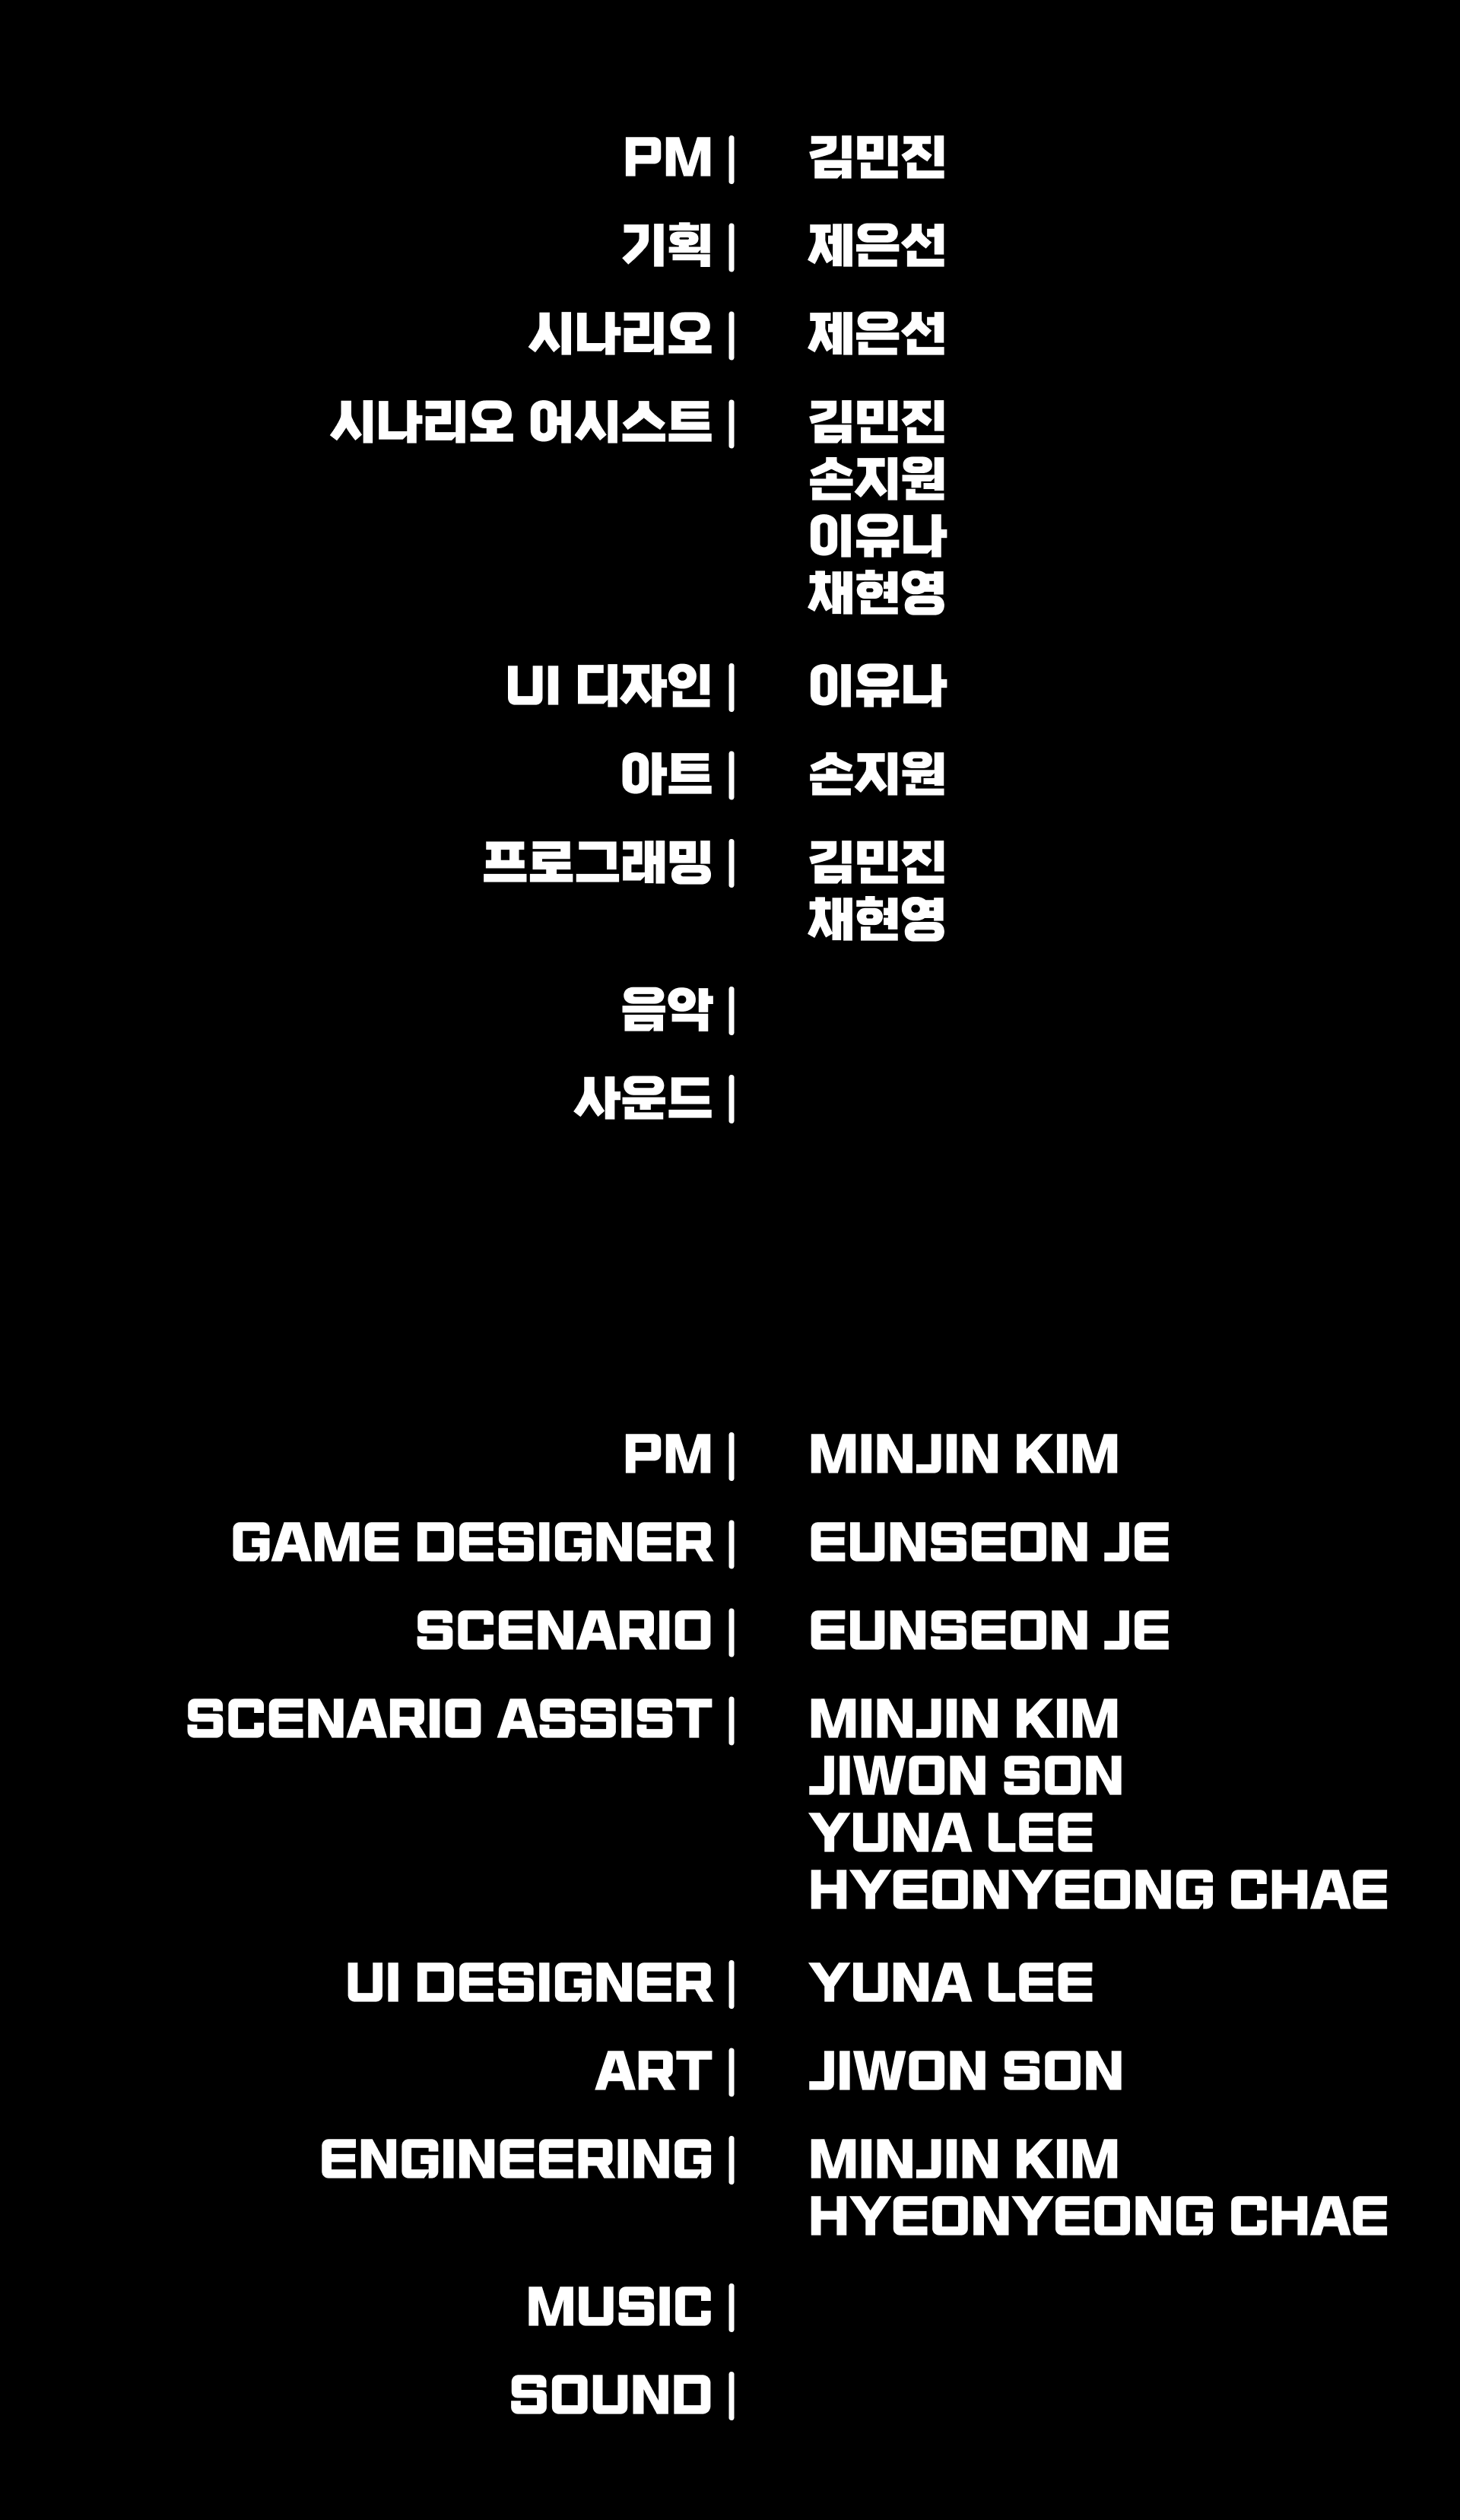 PM | 김민진
기획 | 제은선
시나리오 | 제은선
시나리오 어시스트 | 김민진
손지원
이유나
채현영
UI 디자인 | 이유나
아트 | 손지원
프로그래밍 | 김민진
채현영
음악 |
사운드 |
PM | MINJIN KIM
GAME DESIGNER | EUNSEON JE
SCENARIO | EUNSEON JE
SCENARIO ASSIST | MINJIN KIM
JIWON SON
YUNA LEE
HYEONYEONG CHAE
UI DESIGNER | YUNA LEE
ART | JIWON SON
ENGINEERING | MINJIN KIM
HYEONYEONG CHAE
MUSIC |
SOUND |